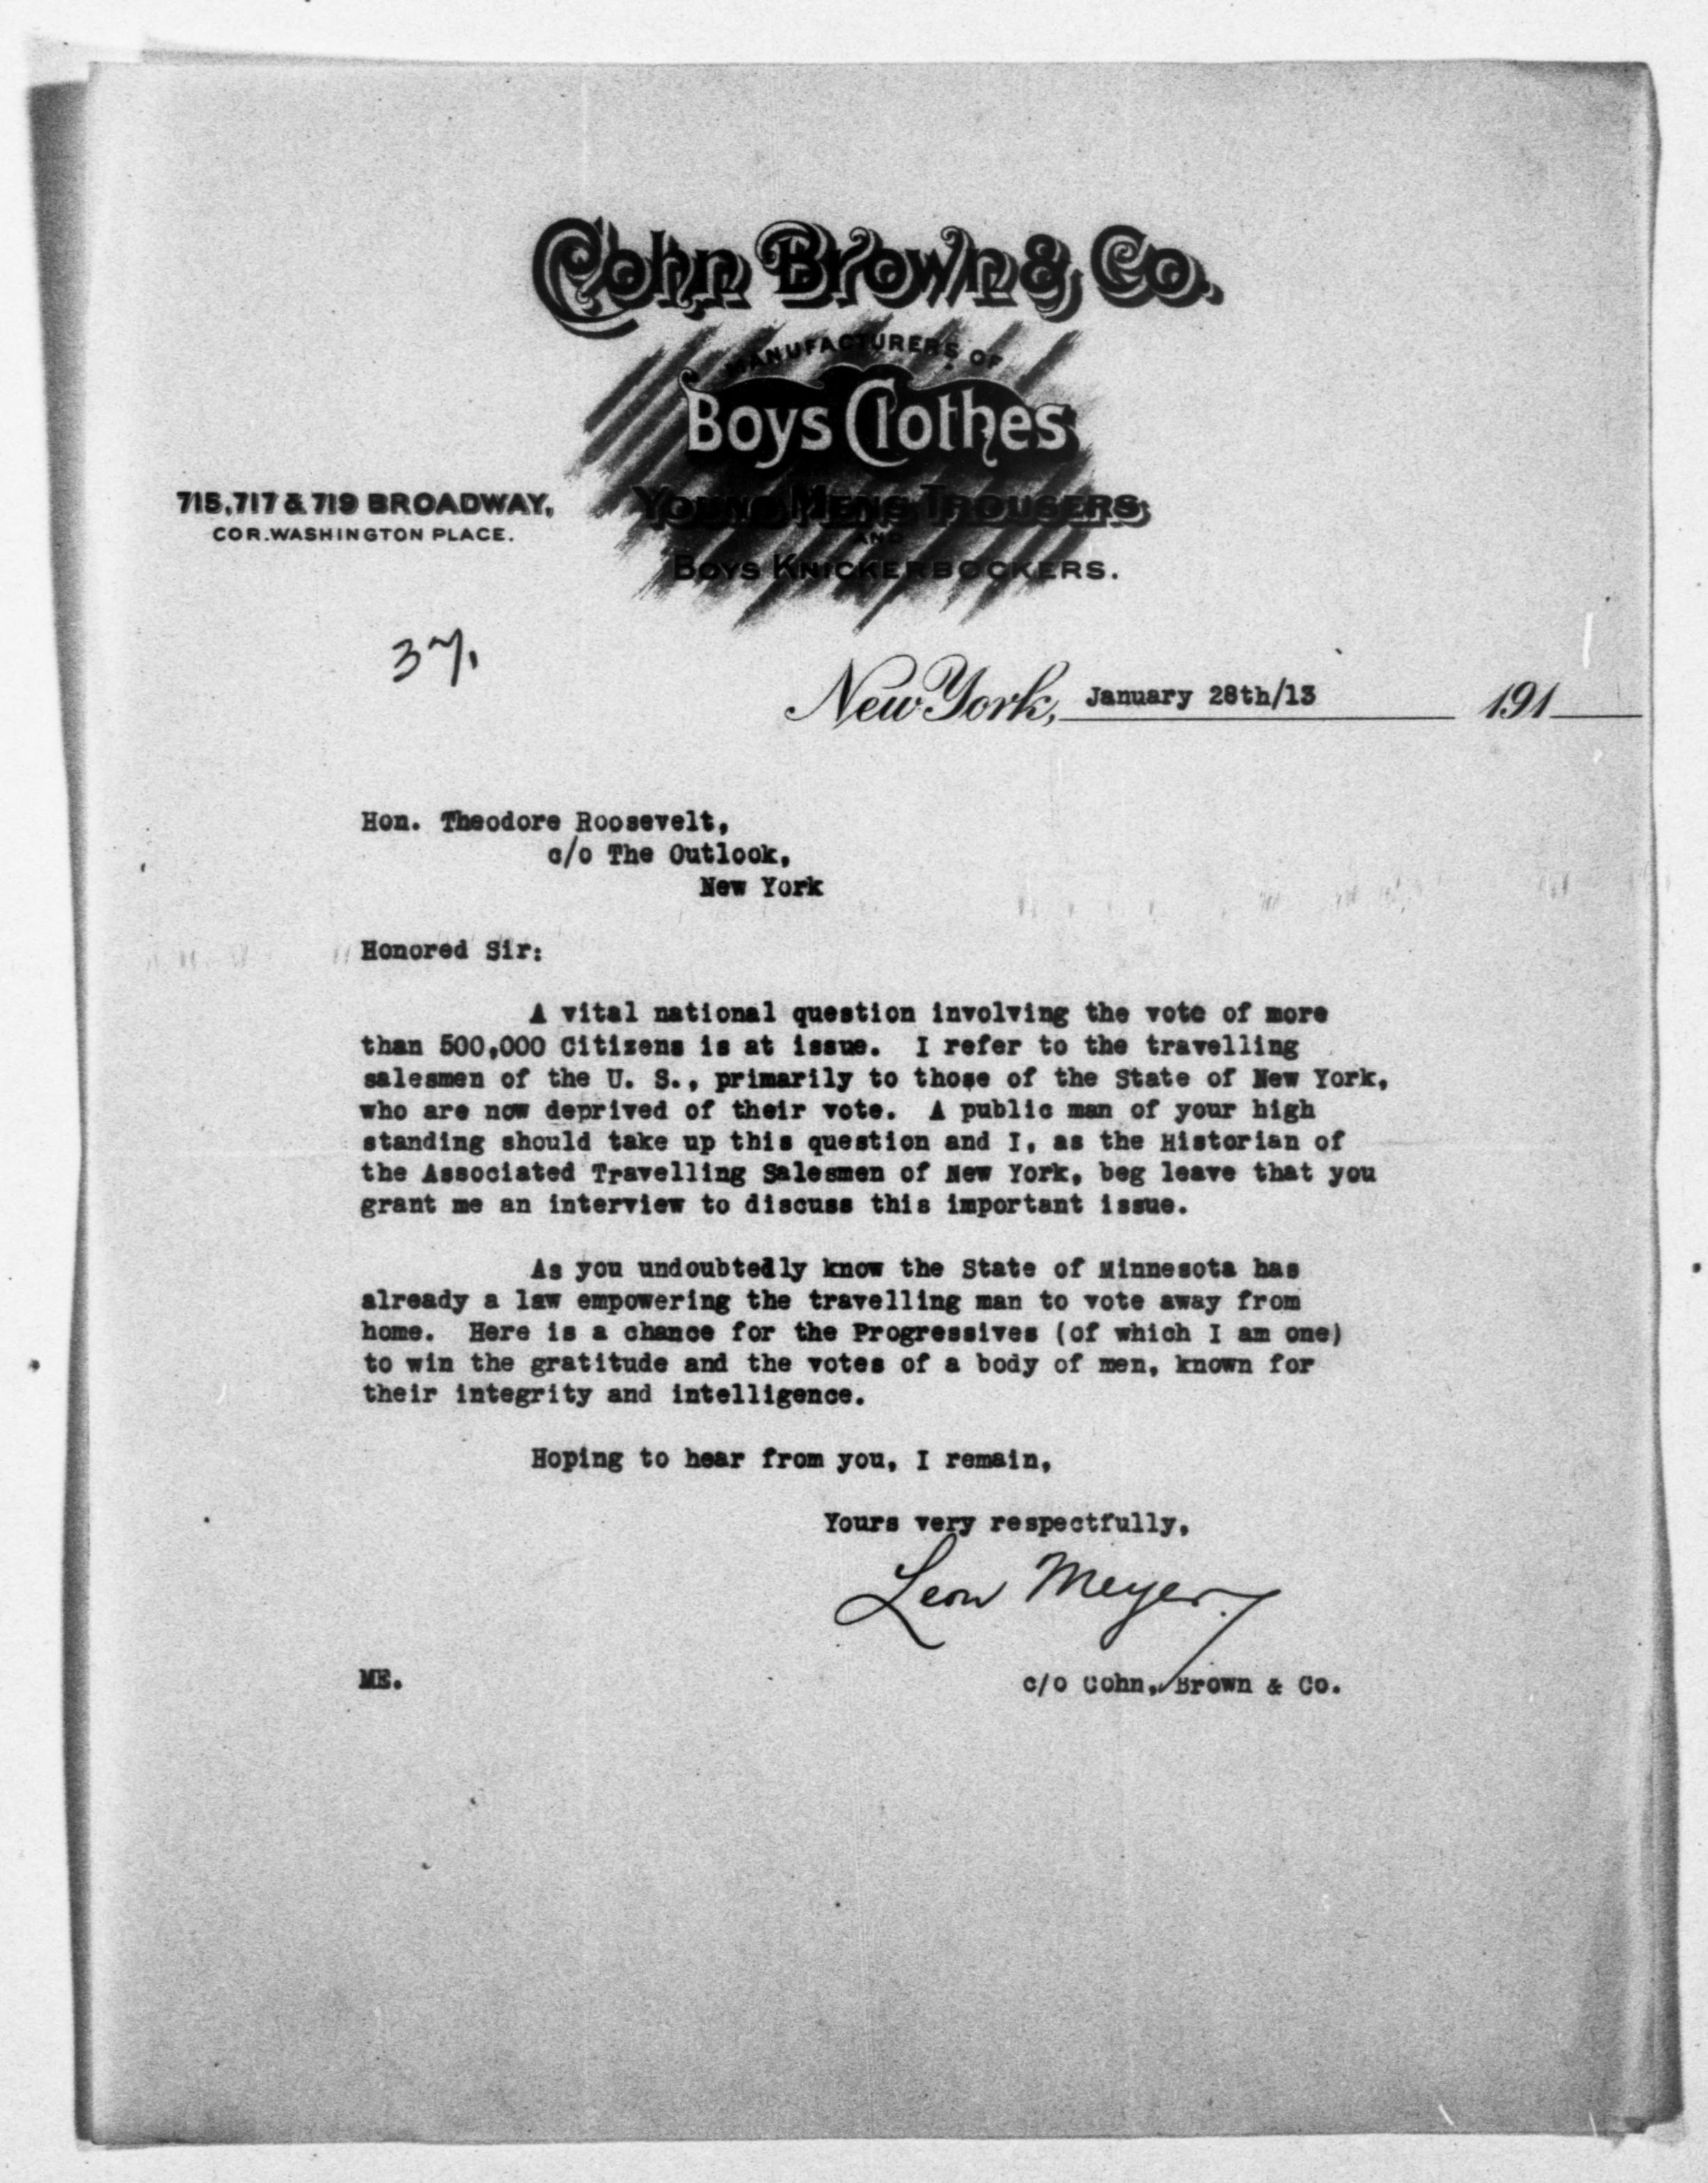 Cohn Brown & Co.
MANUFACTURERS OF
Boys Clothes
YOUNG MENS TROUSERS
AND
BOYS KNICKERBOCKERS.
715,717 & 719 BROADWAY,
COR. WASHINGTON PLACE.
37.
New York, January 28th/13 191
Hon. Theodore Roosevelt,
c/o The Outlook,
New York
Honored Sir:
A vital national question involving the vote of more
than 500,000 Citizens is at issue. I refer to the travelling
salesmen of the U. S., primarily to those of the State of New York,
who are now deprived of their vote. A public man of your high
standing should take up this question and I, as the Historian of
the Associated Travelling Salesmen of New York, beg leave that you
grant me an interview to discuss this important issue.
As you undoubtedly know the State of Minnesota has
already a law empowering the travelling man to vote away from
home. Here is a chance for the Progressives (of which I am one)
to win the gratitude and the votes of a body of men, known for
their integrity and intelligence.
Hoping to hear from you, I remain,
Yours very respectfully,
Leon Meyer.
ME.
c/o Cohn, Brown & Co.